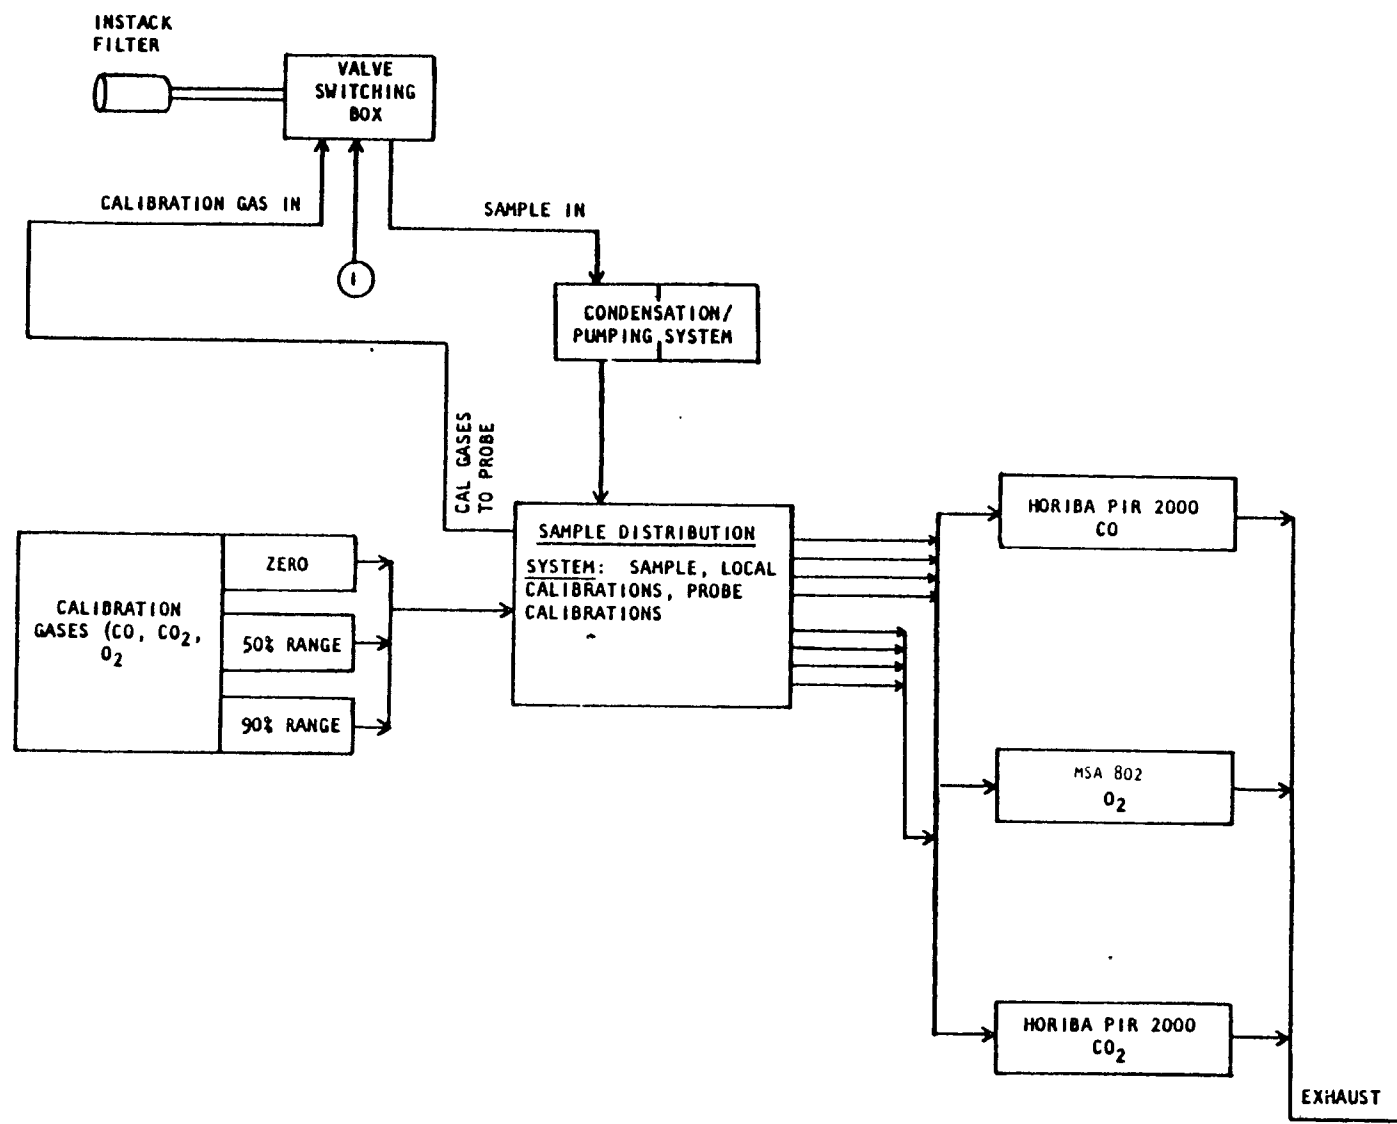 INSTACK
FILTER
VALVE
SWITCHING
BOX
CALIBRATION GAS IN
SAMPLE IN
1
CONDENSATION/
PUMPING SYSTEM
CAL GASES
TO PROBE
SAMPLE DISTRIBUTION
SYSTEM: SAMPLE, LOCAL
CALIBRATIONS, PROBE
CALIBRATIONS
CALIBRATION
GASES (CO, CO2,
O2
ZERO
50% RANGE
90% RANGE
HORIBA PIR 2000
CO
MSA 802
O2
HORIBA PIR 2000
CO2
EXHAUST